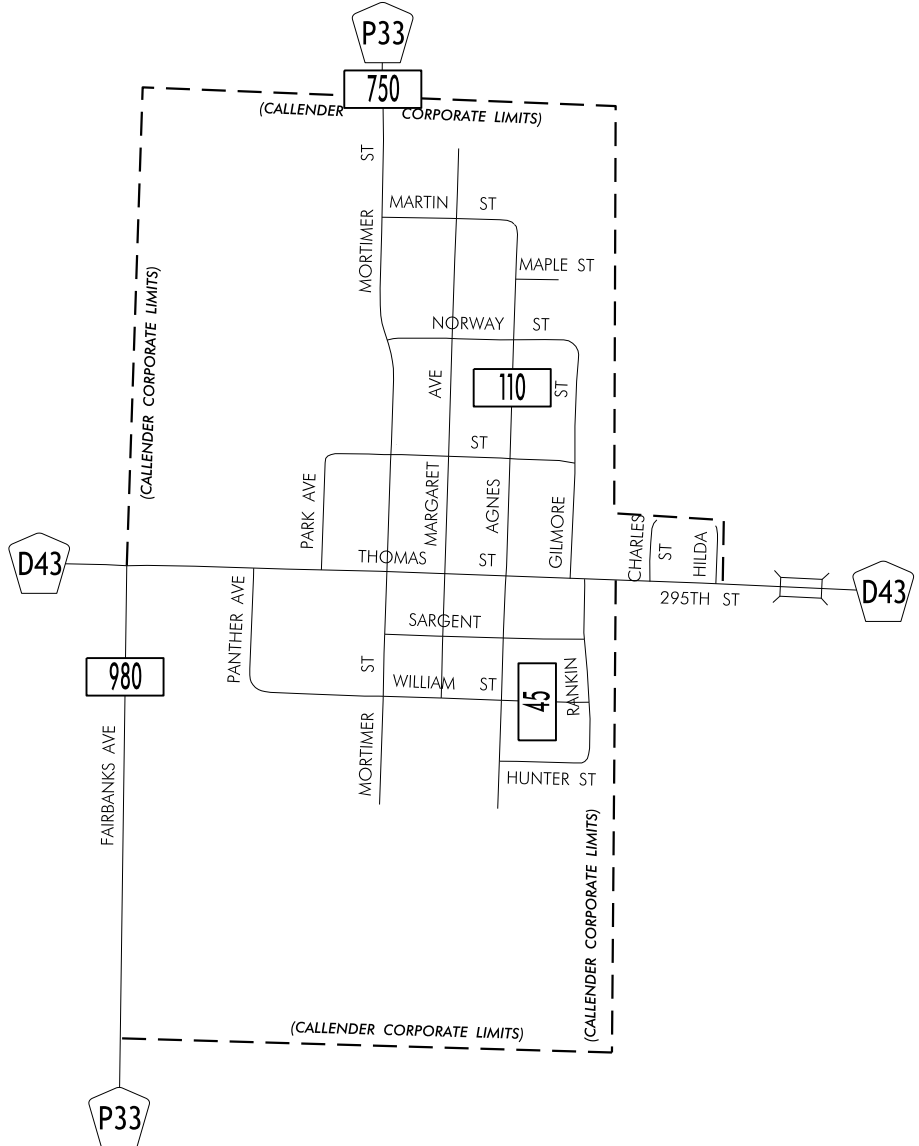 P33
750
(CALLENDER CORPORATE LIMITS)
ST
MARTIN ST
MORTIMER
MAPLE ST
(CALLENDER CORPORATE LIMITS)
NORWAY ST
AVE
110
ST
ST
PARK AVE
MARGARET
AGNES
GILMORE
CHARLES
ST
HILDA
THOMAS ST
D43
D43
295TH ST
PANTHER AVE
SARGENT
980
ST
WILLIAM ST
45
RANKIN
FAIRBANKS AVE
MORTIMER
HUNTER ST
(CALLENDER CORPORATE LIMITS)
(CALLENDER CORPORATE LIMITS)
P33